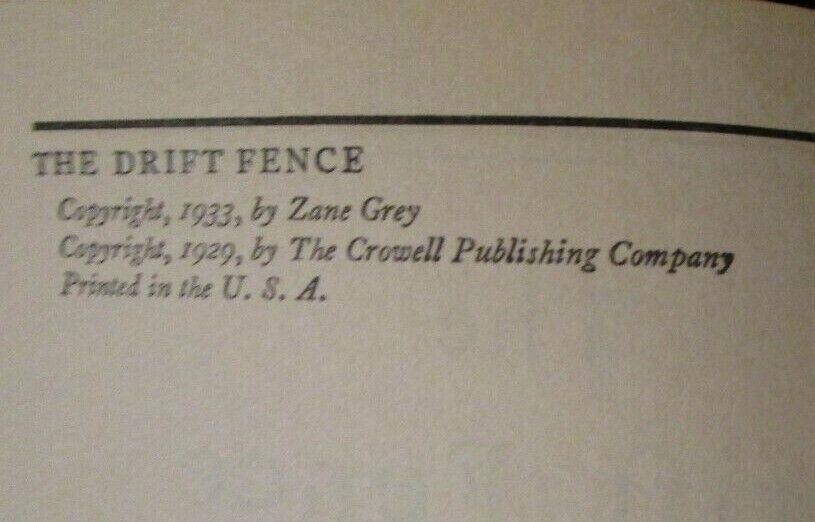 THE DRIFT FENCE
Copyright, 1933, by Zane Grey
Copyright, 1929, by The Crowell Publishing Company
Printed in the U. S. A.